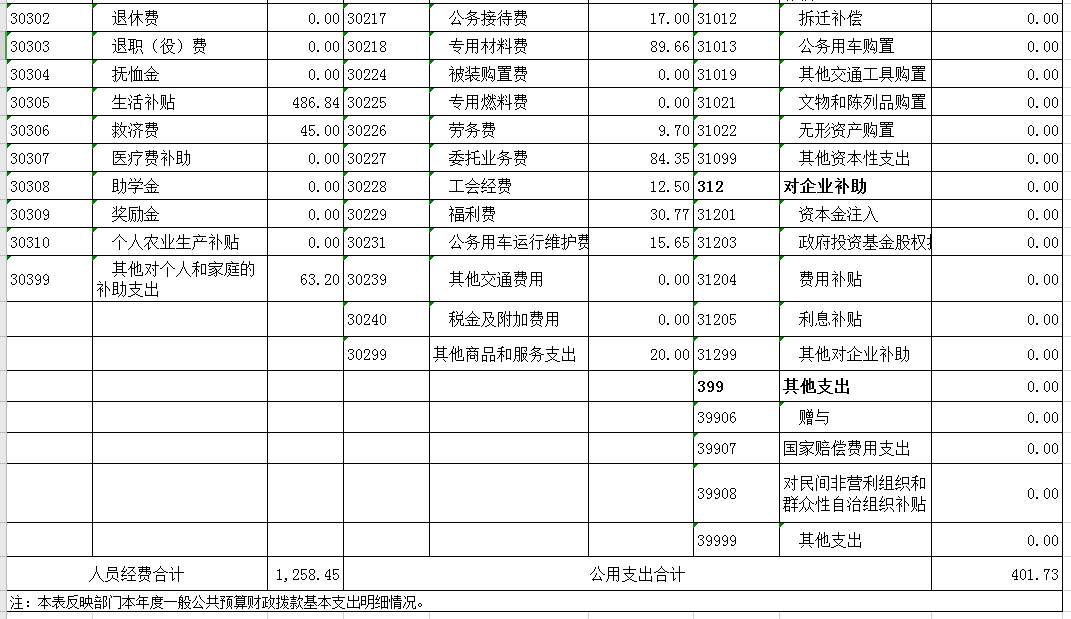 30302 退休费 0.00 30217 公务接待费 17.00 31012 拆迁补偿 0.00
30303 退职（役）费 0.00 30218 专用材料费 89.66 31013 公务用车购置 0.00
30304 抚恤金 0.00 30224 被装购置费 0.00 31019 其他交通工具购置 0.00
30305 生活补贴 486.84 30225 专用燃料费 0.00 31021 文物和陈列品购置 0.00
30306 救济费 45.00 30226 劳务费 9.70 31022 无形资产购置 0.00
30307 医疗费补助 0.00 30227 委托业务费 84.35 31099 其他资本性支出 0.00
30308 助学金 0.00 30228 工会经费 12.50 312 对企业补助 0.00
30309 奖励金 0.00 30229 福利费 30.77 31201 资本金注入 0.00
30310 个人农业生产补贴 0.00 30231 公务用车运行维护费 15.65 31203 政府投资基金股权 0.00
30399 其他对个人和家庭的
补助支出 63.20 30239 其他交通费用 0.00 31204 费用补贴 0.00
30240 税金及附加费用 0.00 31205 利息补贴 0.00
30299 其他商品和服务支出 20.00 31299 其他对企业补助 0.00
399 其他支出 0.00
39906 赠与 0.00
39907 国家赔偿费用支出 0.00
39908 对民间非营利组织和
群众性自治组织补贴 0.00
39999 其他支出 0.00
人员经费合计 1,258.45 公用支出合计 401.73
注：本表反映部门本年度一般公共预算财政拨款基本支出明细情况。